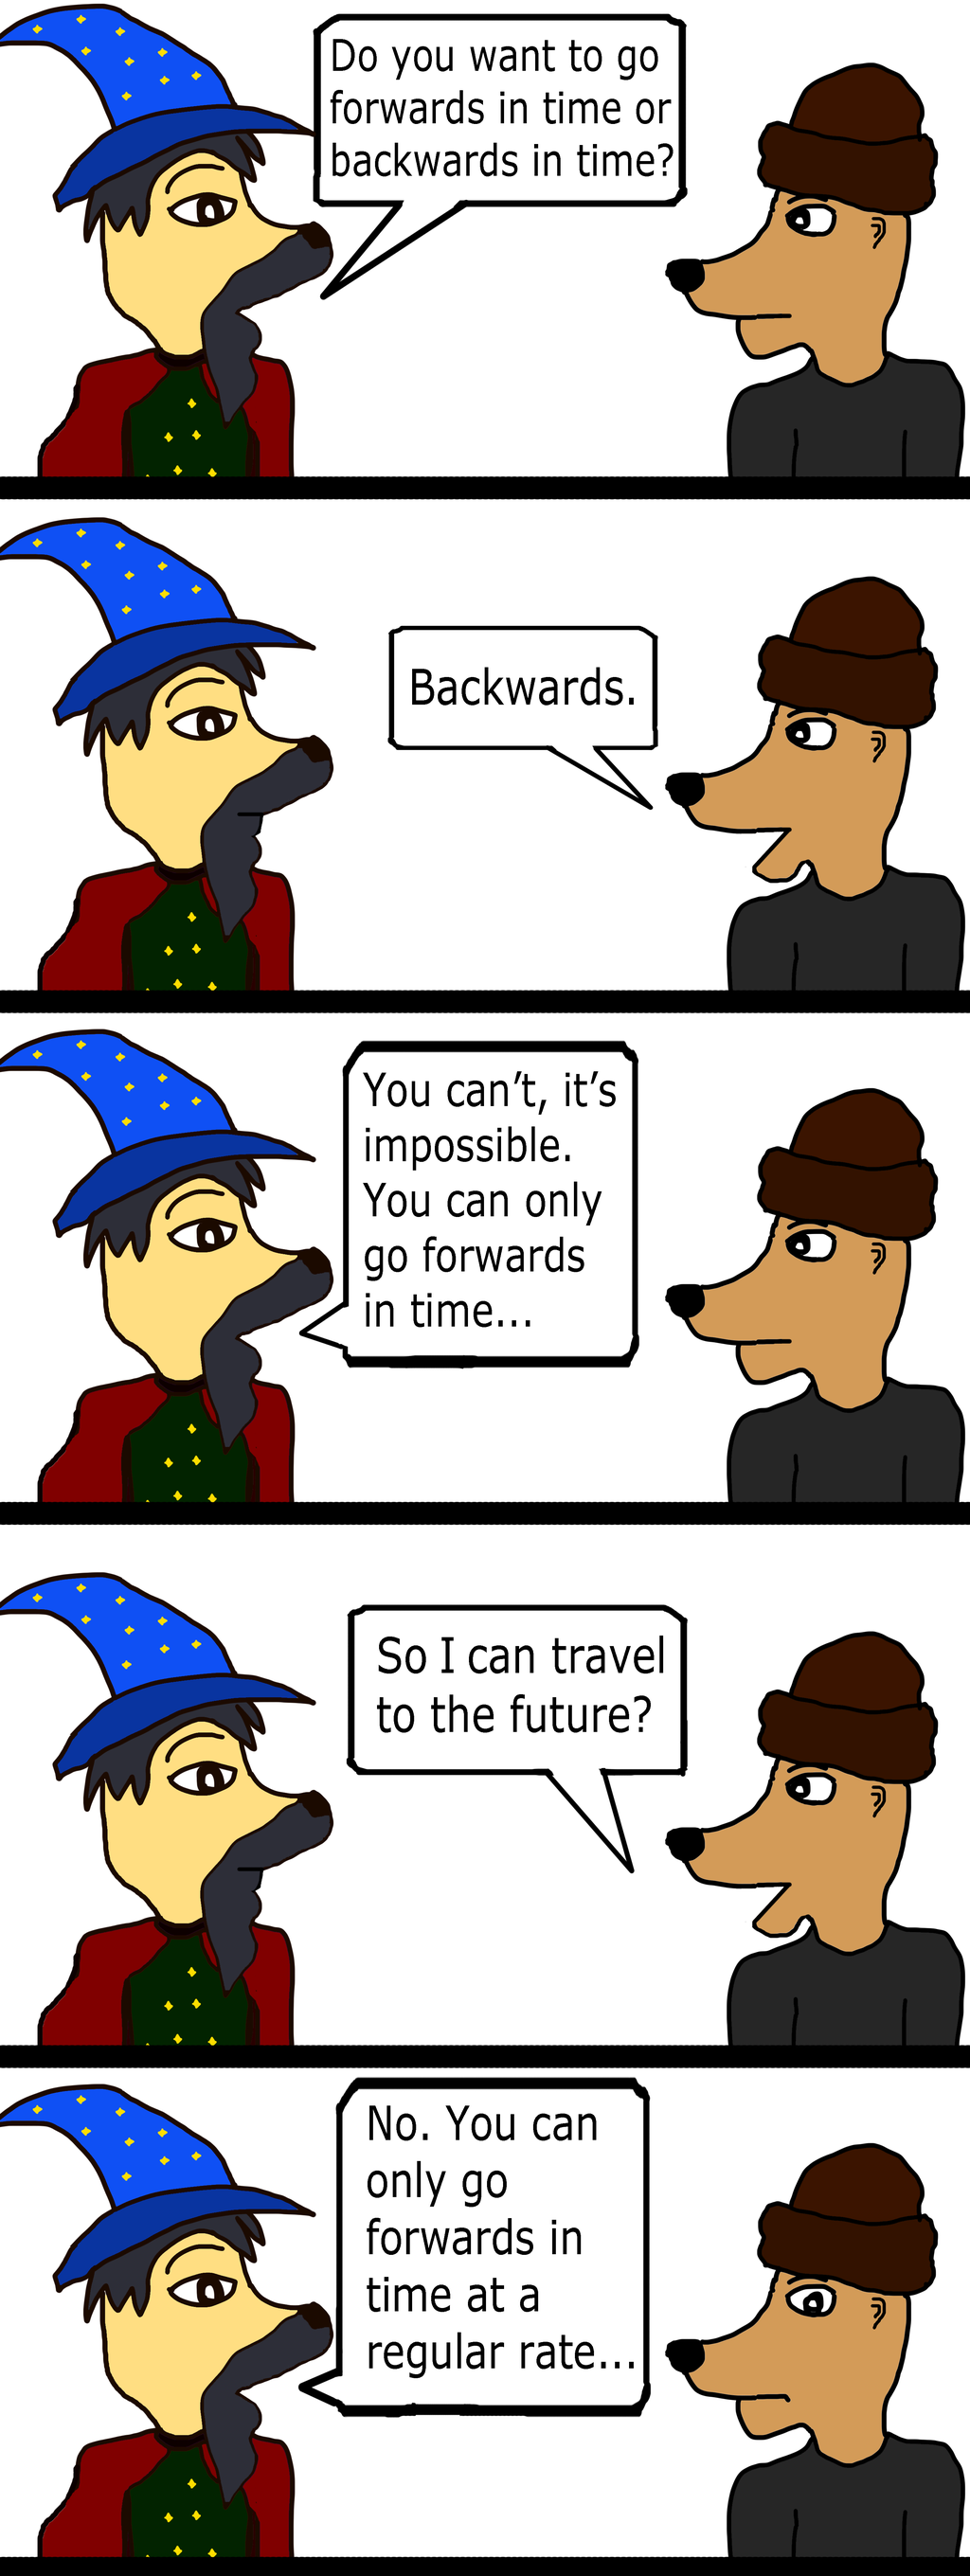 Do you want to go
forwards in time or
backwards in time?
Backwards.
You can’t, it’s
impossible.
You can only
go forwards
in time...
So I can travel
to the future?
No. You can
only go
forwards in
time at a
regular rate...